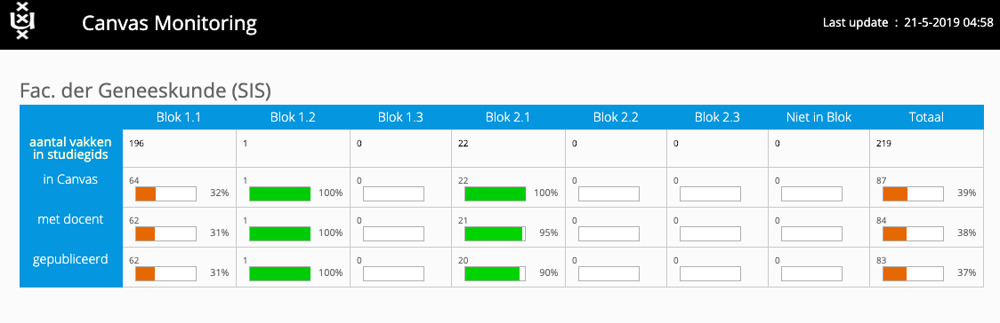 Canvas Monitoring
Last update : 21-5-2019 04:58
Fac. der Geneeskunde (SIS)
Blok 1.1 Blok 1.2 Blok 1.3 Blok 2.1 Blok 2.2 Blok 2.3 Niet in Blok Totaal
aantal vakken
in studiegids
196 1 0 22 0 0 0 219
in Canvas
64 1 0 22 0 0 0 87
32% 100% 100% 39%
met docent
62 1 0 21 0 0 0 84
31% 100% 95% 38%
gepubliceerd
62 1 0 20 0 0 0 83
31% 100% 90% 37%